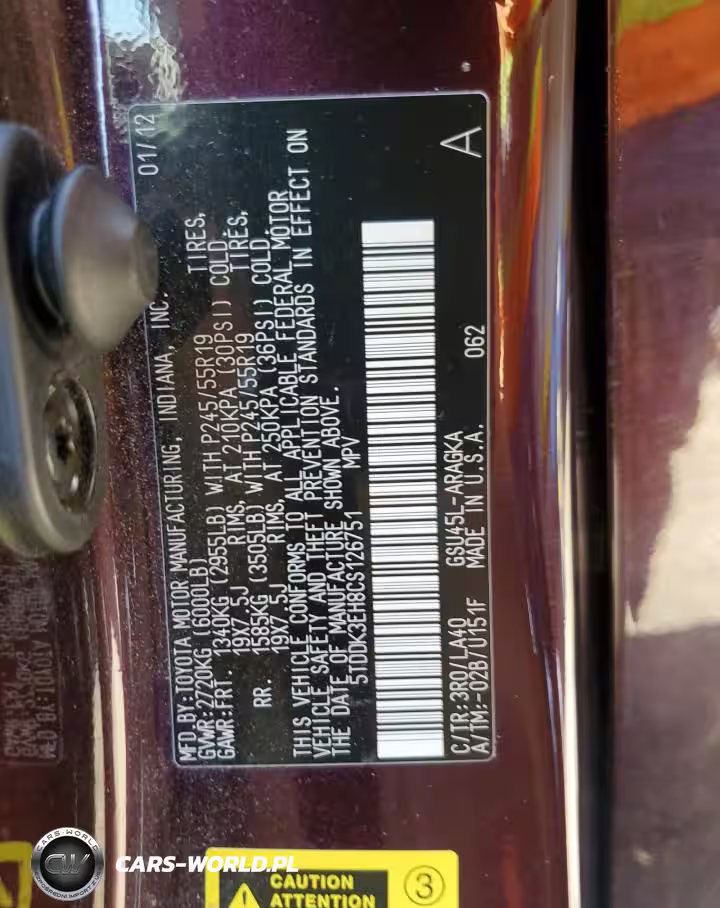 01/12
MFD.BY:TOYOTA MOTOR MANUFACTURING, INDIANA, INC.
GVWR:2720KG (6000LB)
GAWR:FRT. 1340KG (2955LB) WITH P245/55R19 TIRES,
19X7.5J RIMS, AT 210KPA (30PSI) COLD
RR. 1585KG (3505LB) WITH P245/55R19 TIRES,
19X7.5J RIMS, AT 250KPA (36PSI) COLD.
THIS VEHICLE CONFORMS TO ALL APPLICABLE FEDERAL MOTOR
VEHICLE SAFETY AND THEFT PREVENTION STANDARDS IN EFFECT ON
THE DATE OF MANUFACTURE SHOWN ABOVE.
5TDDK3EH8CS126751 MPV
C/TR:3R0/LA40 GSU45L-ARAGKA 062 A
A/TM:-02B/U151F MADE IN U.S.A.
CAUTION
ATTENTION
3
CARS-WORLD
CW
CARS-WORLD.PL